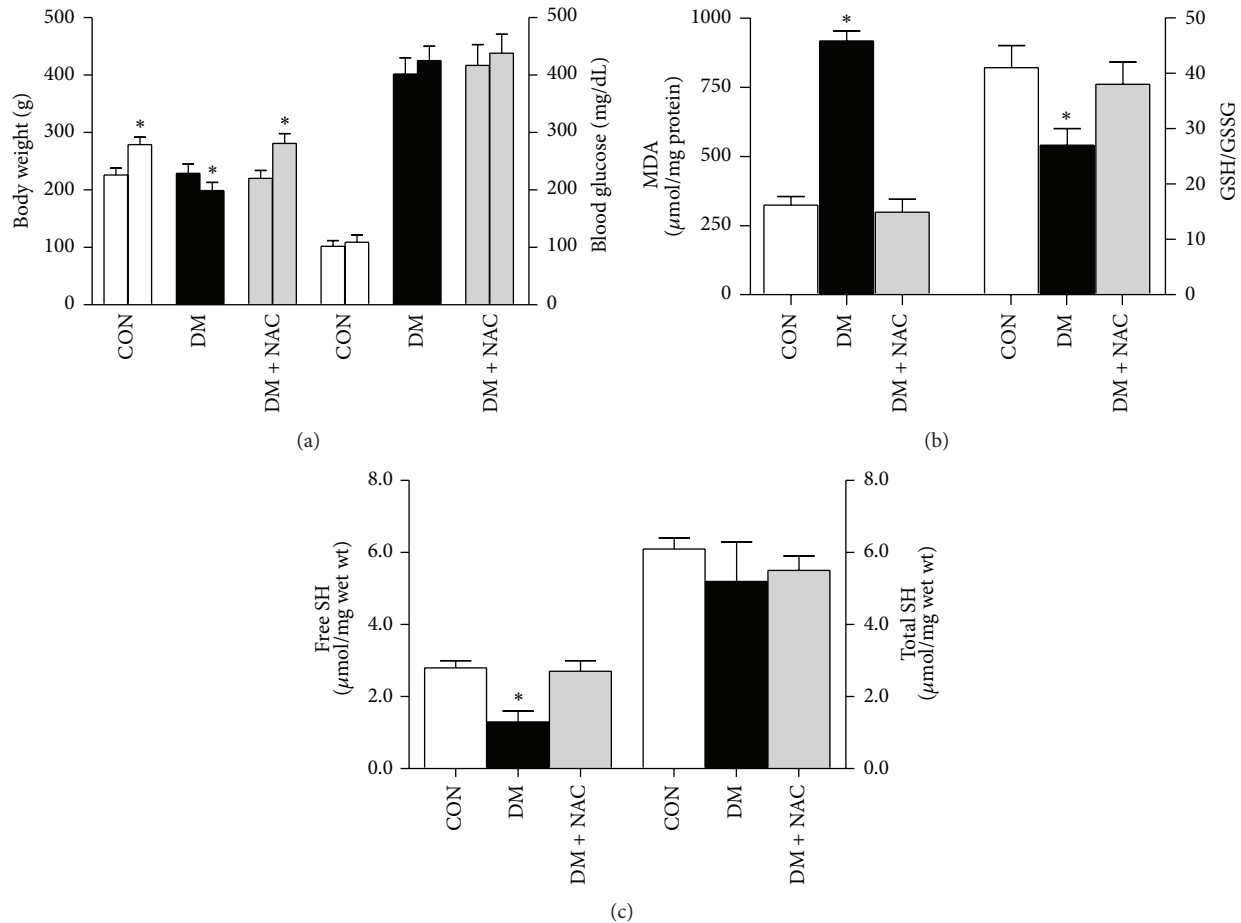 500
400
300
200
100
0
Body weight (g)
* * *
500
400
300
200
100
0
Blood glucose (mg/dL)
CON
DM
DM + NAC
CON
DM
DM + NAC
(a)
1000
750
500
250
0
MDA
(μmol/mg protein)
*
*
50
40
30
20
10
0
GSH/GSSG
CON
DM
DM + NAC
CON
DM
DM + NAC
(b)
8.0
6.0
4.0
2.0
0.0
Free SH
(μmol/mg wet wt)
*
8.0
6.0
4.0
2.0
0.0
Total SH
(μmol/mg wet wt)
CON
DM
DM + NAC
CON
DM
DM + NAC
(c)